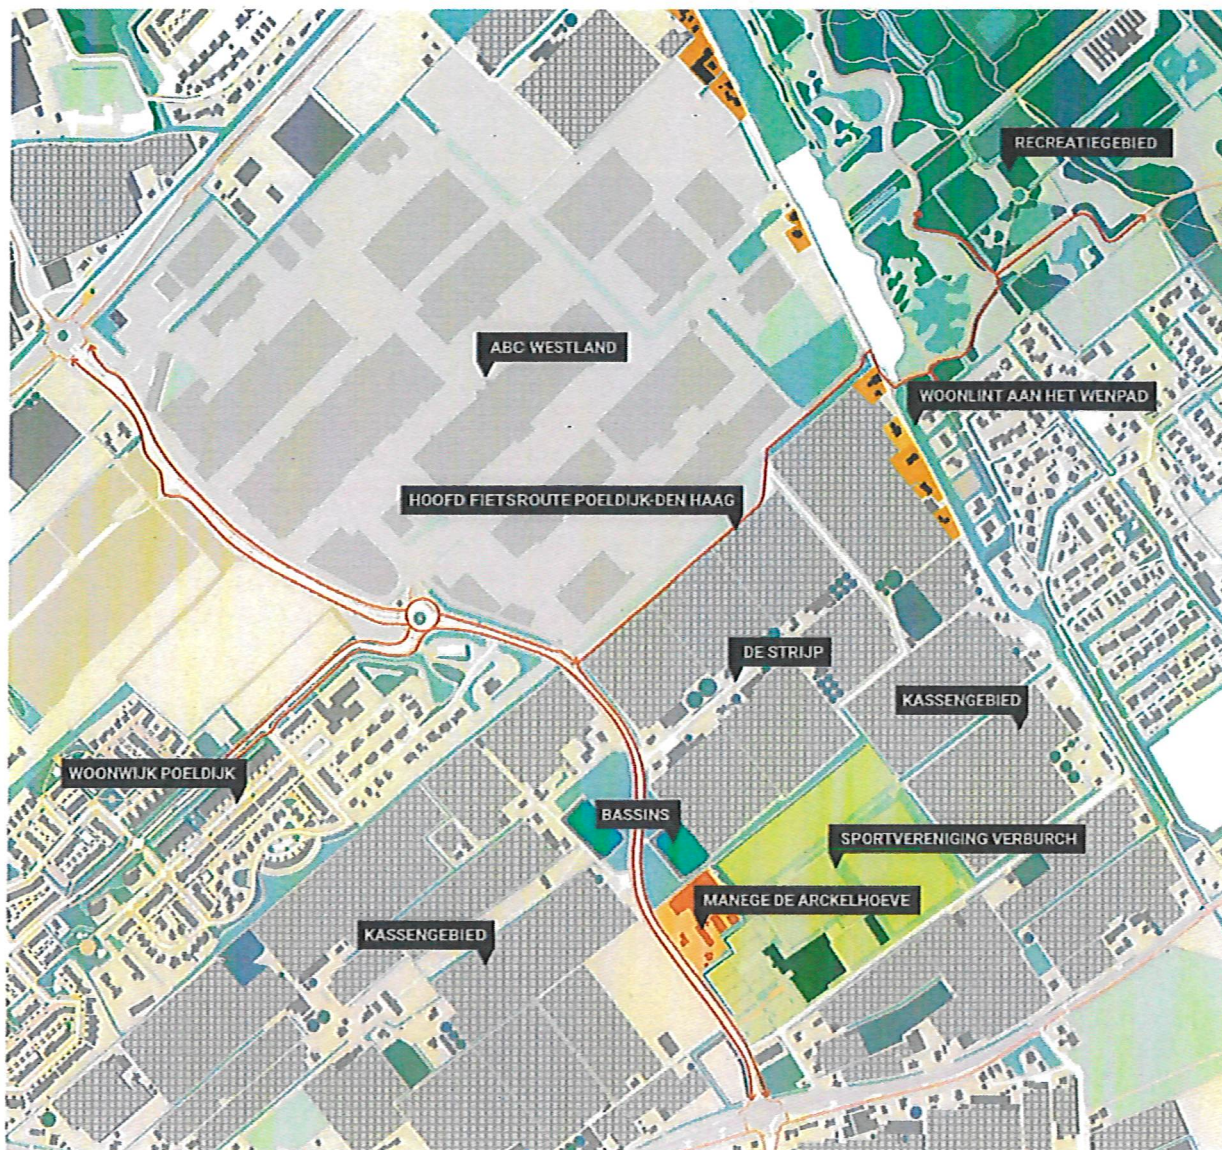 RECREATIEGEBIED
ABC WESTLAND
WOONLINT AAN HET WENPAD
HOOFD FIETSROUTE POELDIJK-DEN HAAG
DE STRIJP
KASSENGEBIED
WOONWIJK POELDIJK
BASSINS
SPORTVERENIGING VERBURCH
MANEGE DE ARCKELHOEVE
KASSENGEBIED